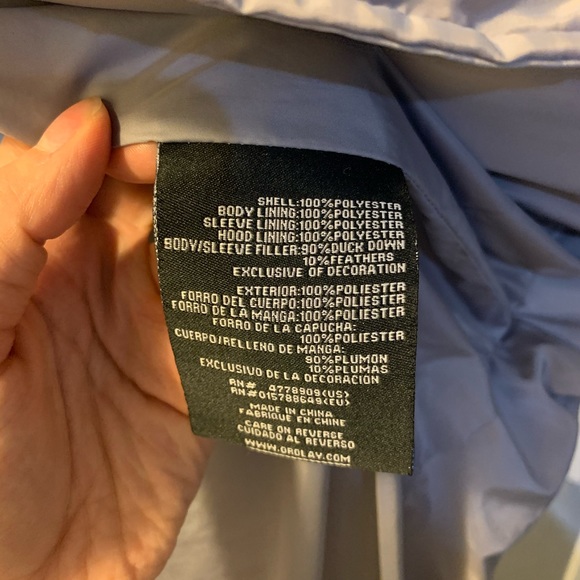 SHELL:100%POLYESTER
BODY LINING:100%POLYESTER
SLEEVE LINING:100%POLYESTER
HOOD LINING:100%POLYESTER
BODY/SLEEVE FILLER:90%DUCK DOWN
10%FEATHERS
EXCLUSIVE OF DECORATION
EXTERIOR:100%POLIESTER
FORRO DEL CUERPO:100%POLIESTER
FORRO DE LA MANGA:100%POLIESTER
FORRO DE LA CAPUCHA:
100%POLIESTER
CUERPO/RELLENO DE MANGA:
90%PLUMON
10%PLUMAS
EXCLUSIVO DE LA DECORACION
RN# 4778909(US)
RN#015788649(EU)
MADE IN CHINA
FABRIQUE EN CHINE
CARE ON REVERSE
CUIDADO AL REVERSO
WWW.OROLAY.COM